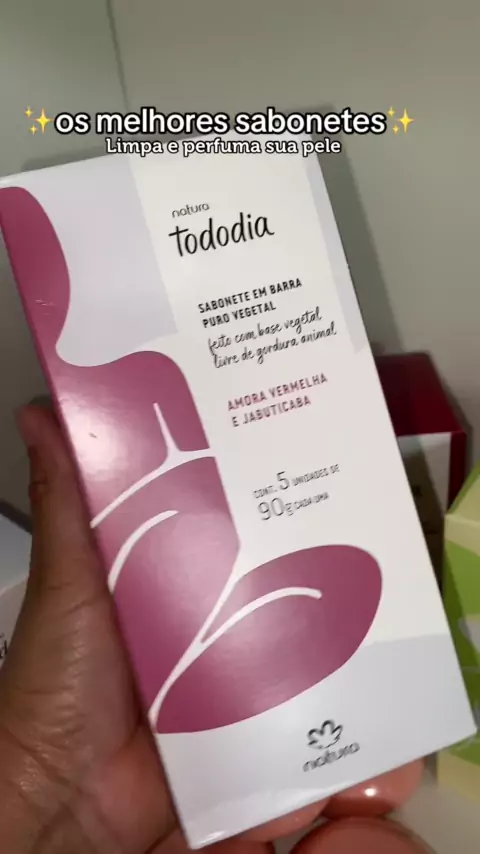 ✨os melhores sabonetes✨
Limpa e perfuma sua pele
natura
Tododia
SABONETE EM BARRA
PURO VEGETAL
feito com base vegetal
livre de gordura animal
AMORA VERMELHA
E JABUTICABA
CONT. 5 UNIDADES DE
90g CADA UMA
natura